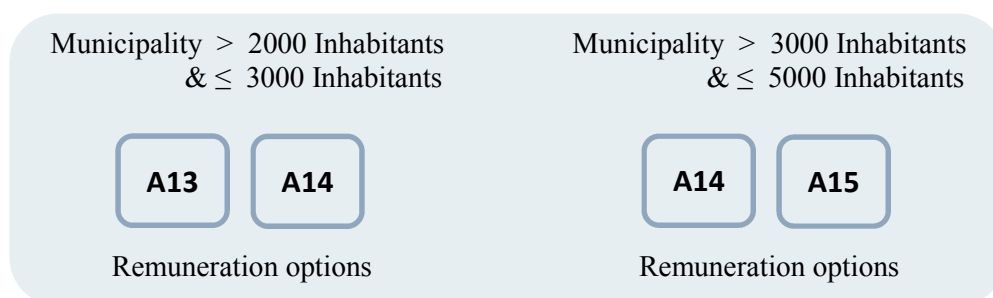 Municipality > 2000 Inhabitants
& ≤ 3000 Inhabitants
A13 A14
Remuneration options
Municipality > 3000 Inhabitants
& ≤ 5000 Inhabitants
A14 A15
Remuneration options